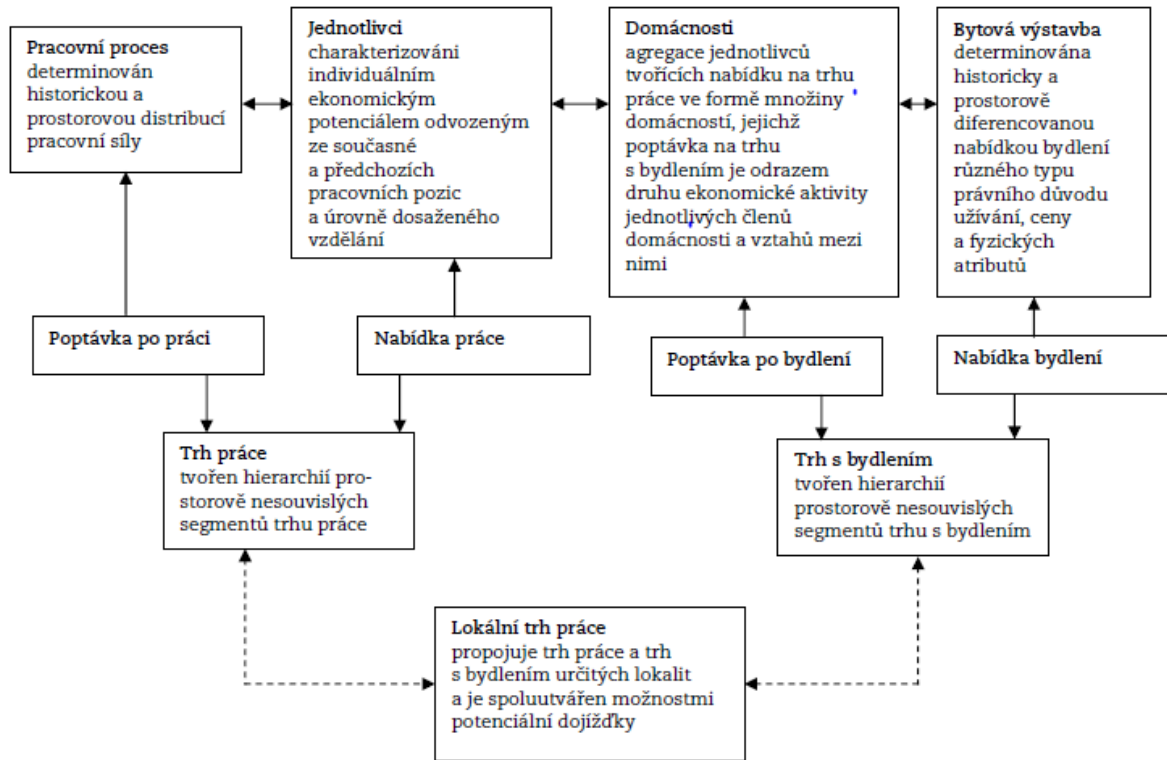 Pracovní proces
determinován
historickou a
prostorovou distribucí
pracovní síly
Jednotlivci
charakterizováni
individuálním
ekonomickým
potenciálem odvozeným
ze současné
a předchozích
pracovních pozic
a úrovně dosaženého
vzdělání
Domácnosti
agregace jednotlivců
tvořících nabídku na trhu
práce ve formě množiny
domácností, jejichž
poptávka na trhu
s bydlením je odrazem
druhu ekonomické aktivity
jednotlivých členů
domácnosti a vztahů mezi
nimi
Bytová výstavba
determinována
historicky a
prostorově
diferencovanou
nabídkou bydlení
různého typu
právního důvodu
užívání, ceny
a fyzických
atributů
Poptávka po práci
Nabídka práce
Poptávka po bydlení
Nabídka bydlení
Trh práce
tvořen hierarchií pro-
storově nesouvislých
segmentů trhu práce
Trh s bydlením
tvořen hierarchií
prostorově nesouvislých
segmentů trhu s bydlením
Lokální trh práce
propojuje trh práce a trh
s bydlením určitých lokalit
a je spoluutvářen možnostmi
potenciální dojížďky